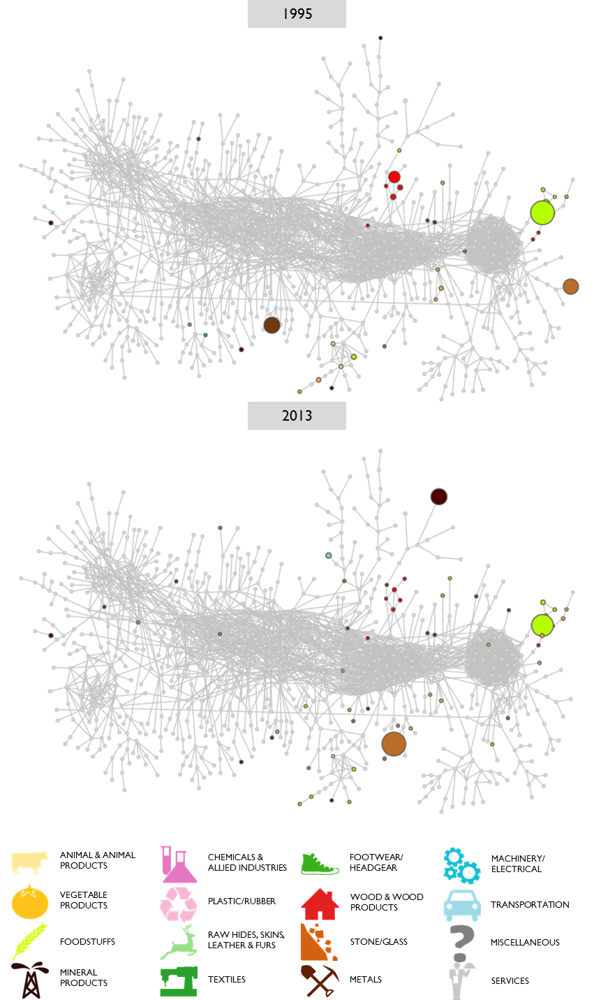 1995
2013
ANIMAL & ANIMAL
PRODUCTS
CHEMICALS &
ALLIED INDUSTRIES
FOOTWEAR/
HEADGEAR
MACHINERY/
ELECTRICAL
VEGETABLE
PRODUCTS
PLASTIC/RUBBER
WOOD & WOOD
PRODUCTS
TRANSPORTATION
FOODSTUFFS
RAW HIDES, SKINS,
LEATHER & FURS
STONE/GLASS
MISCELLANEOUS
MINERAL
PRODUCTS
TEXTILES
METALS
SERVICES